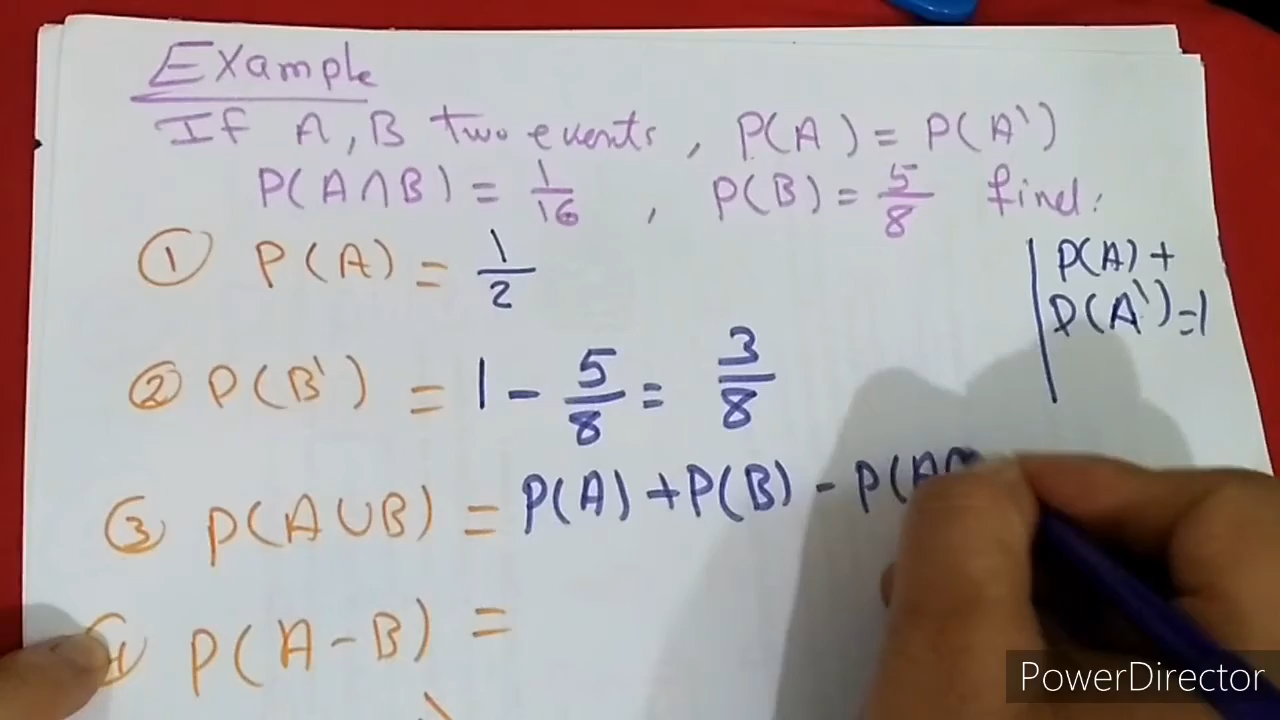 Example
If A, B two events, P(A) = P(A')
P(A∩B) = 1/16 , P(B) = 5/8 find:
① P(A) = 1/2
P(A) +
P(A') = 1
② P(B') = 1 - 5/8 = 3/8
③ P(A∪B) = P(A) + P(B) - P(A∩
④ P(A-B) =
PowerDirector